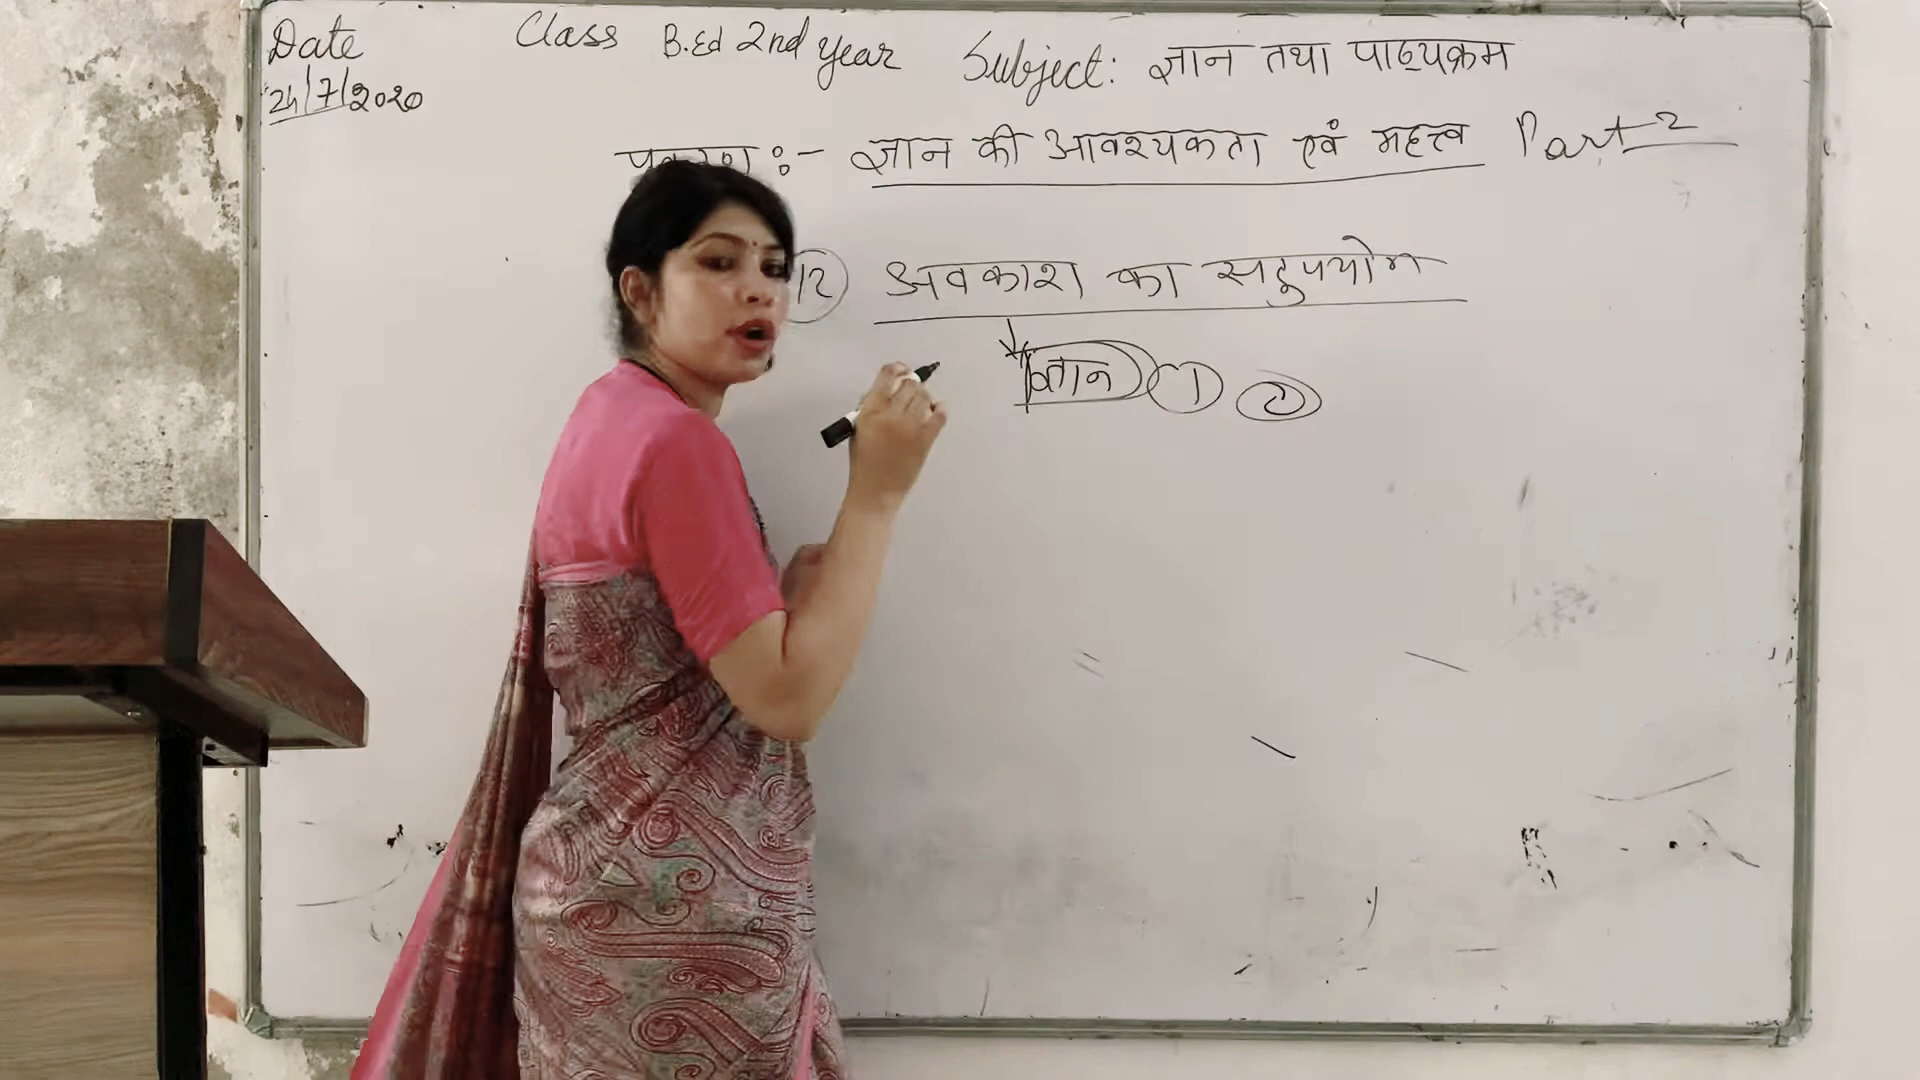 Date Class B.Ed 2nd year Subject: ज्ञान तथा पाठ्यक्रम
24/7/2020
प्रकरण :- ज्ञान की आवश्यकता एवं महत्त्व Part 2
12 अवकाश का सदुपयोग
1 2